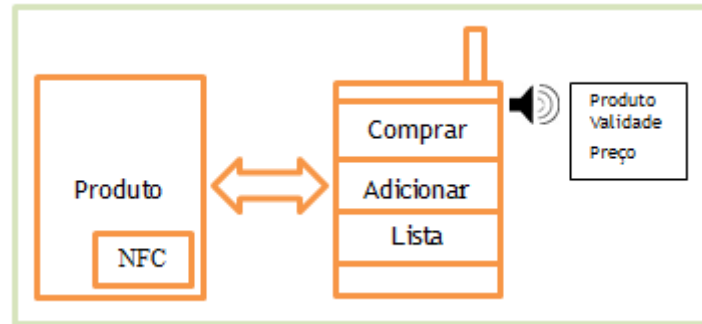 Produto
NFC
Comprar
Adicionar
Lista
Produto
Validade
Preço